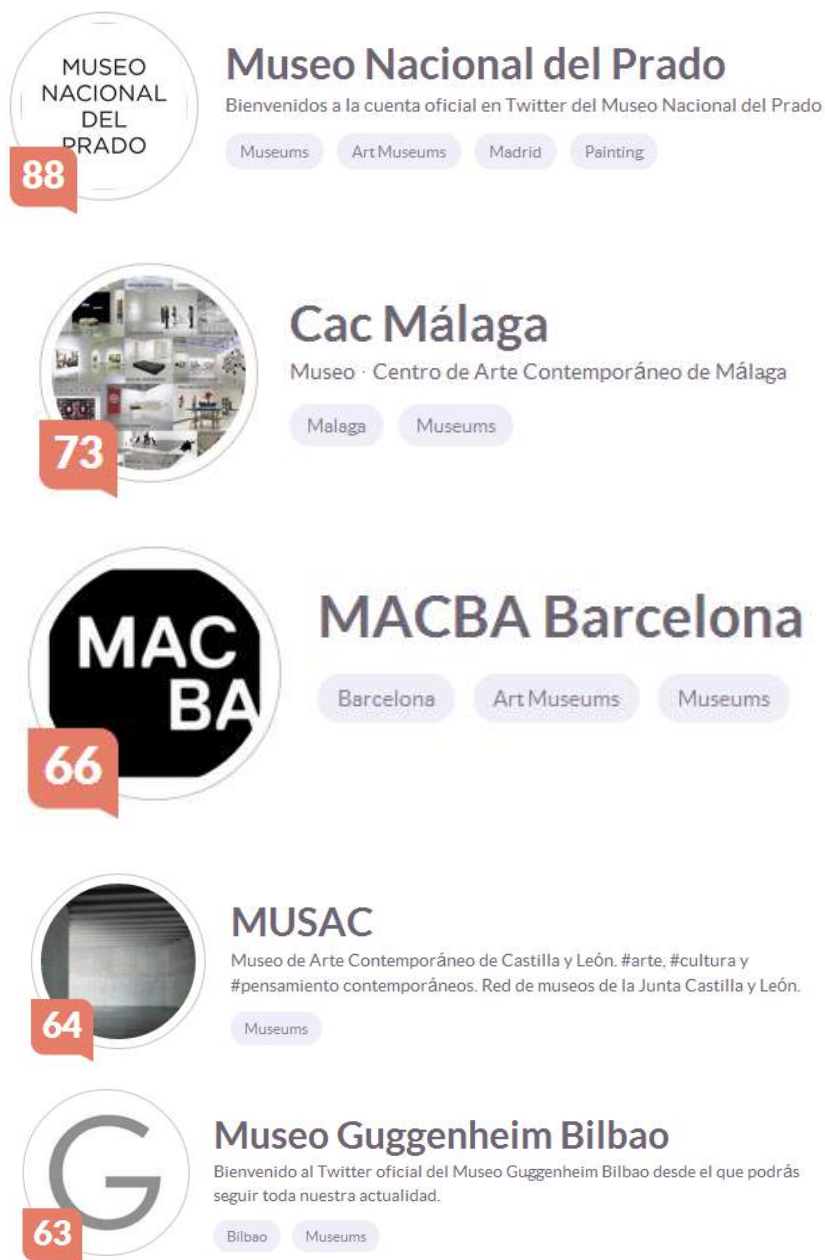 MUSEO
NACIONAL
DEL
PRADO
88
Museo Nacional del Prado
Bienvenidos a la cuenta oficial en Twitter del Museo Nacional del Prado
Museums Art Museums Madrid Painting
73
Cac Málaga
Museo · Centro de Arte Contemporáneo de Málaga
Malaga Museums
MAC
BA
66
MACBA Barcelona
Barcelona Art Museums Museums
64
MUSAC
Museo de Arte Contemporáneo de Castilla y León. #arte, #cultura y
#pensamiento contemporáneos. Red de museos de la Junta Castilla y León.
Museums
G
63
Museo Guggenheim Bilbao
Bienvenido al Twitter oficial del Museo Guggenheim Bilbao desde el que podrás
seguir toda nuestra actualidad.
Bilbao Museums